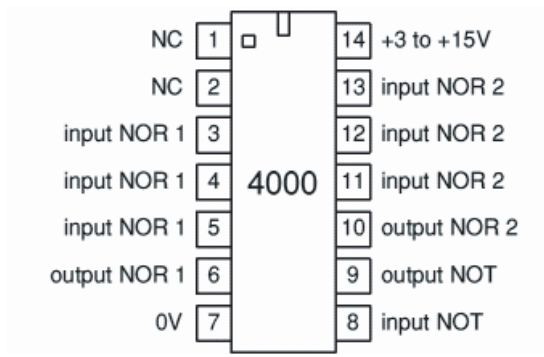 NC 1 14 +3 to +15V
NC 2 13 input NOR 2
input NOR 1 3 12 input NOR 2
input NOR 1 4 4000 11 input NOR 2
input NOR 1 5 10 output NOR 2
output NOR 1 6 9 output NOT
0V 7 8 input NOT